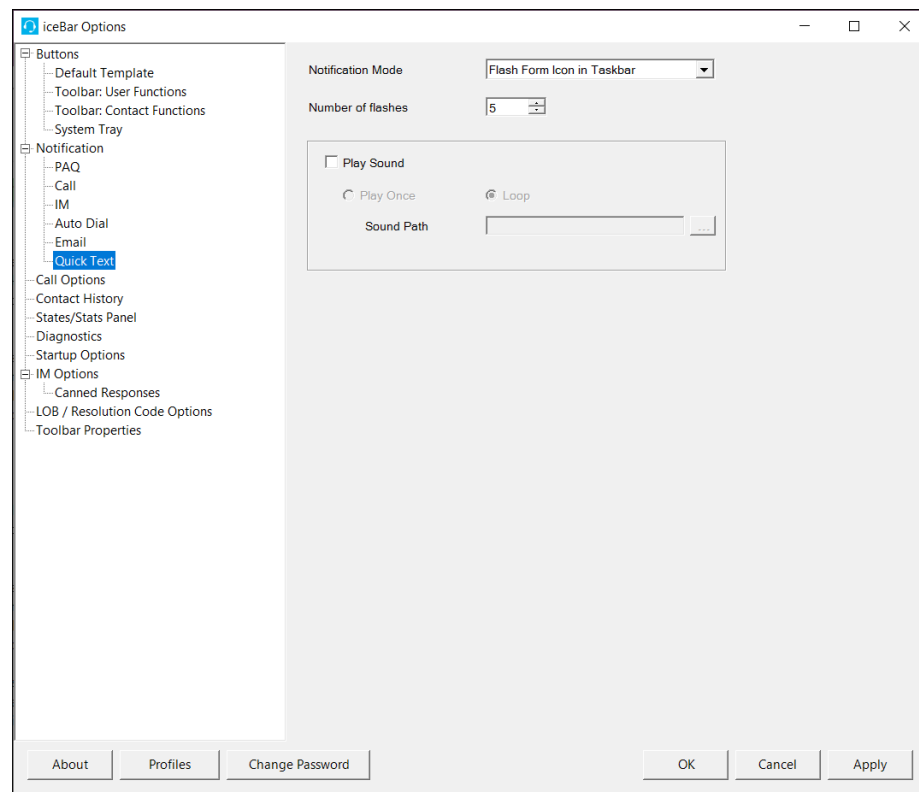 iceBar Options
Buttons
Default Template
Toolbar: User Functions
Toolbar: Contact Functions
System Tray
Notification
PAQ
Call
IM
Auto Dial
Email
Quick Text
Call Options
Contact History
States/Stats Panel
Diagnostics
Startup Options
IM Options
Canned Responses
LOB / Resolution Code Options
Toolbar Properties
Notification Mode Flash Form Icon in Taskbar
Number of flashes 5
Play Sound
Play Once Loop
Sound Path ...
About Profiles Change Password OK Cancel Apply